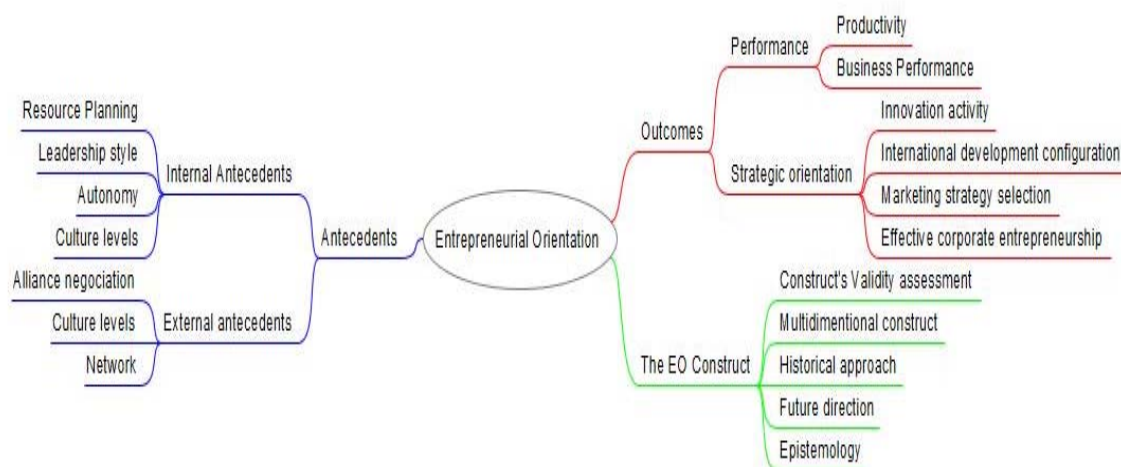 Entrepreneurial Orientation
Antecedents
Internal Antecedents
Resource Planning
Leadership style
Autonomy
Culture levels
External antecedents
Alliance negociation
Culture levels
Network
Outcomes
Performance
Productivity
Business Performance
Strategic orientation
Innovation activity
International development configuration
Marketing strategy selection
Effective corporate entrepreneurship
The EO Construct
Construct's Validity assessment
Multidimentional construct
Historical approach
Future direction
Epistemology